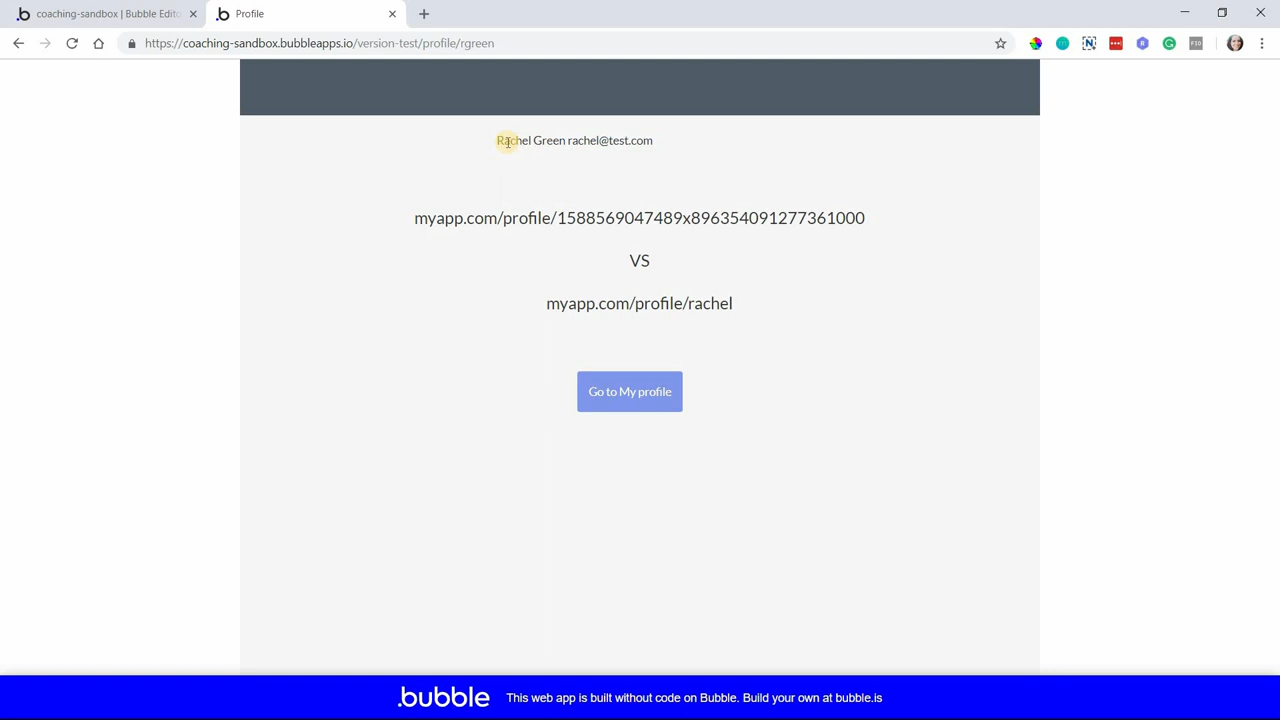 coaching-sandbox | Bubble Edito
Profile
https://coaching-sandbox.bubbleapps.io/version-test/profile/rgreen
FIO
Rachel Green rachel@test.com
myapp.com/profile/1588569047489x896354091277361000
VS
myapp.com/profile/rachel
Go to My profile
.bubble This web app is built without code on Bubble. Build your own at bubble.is